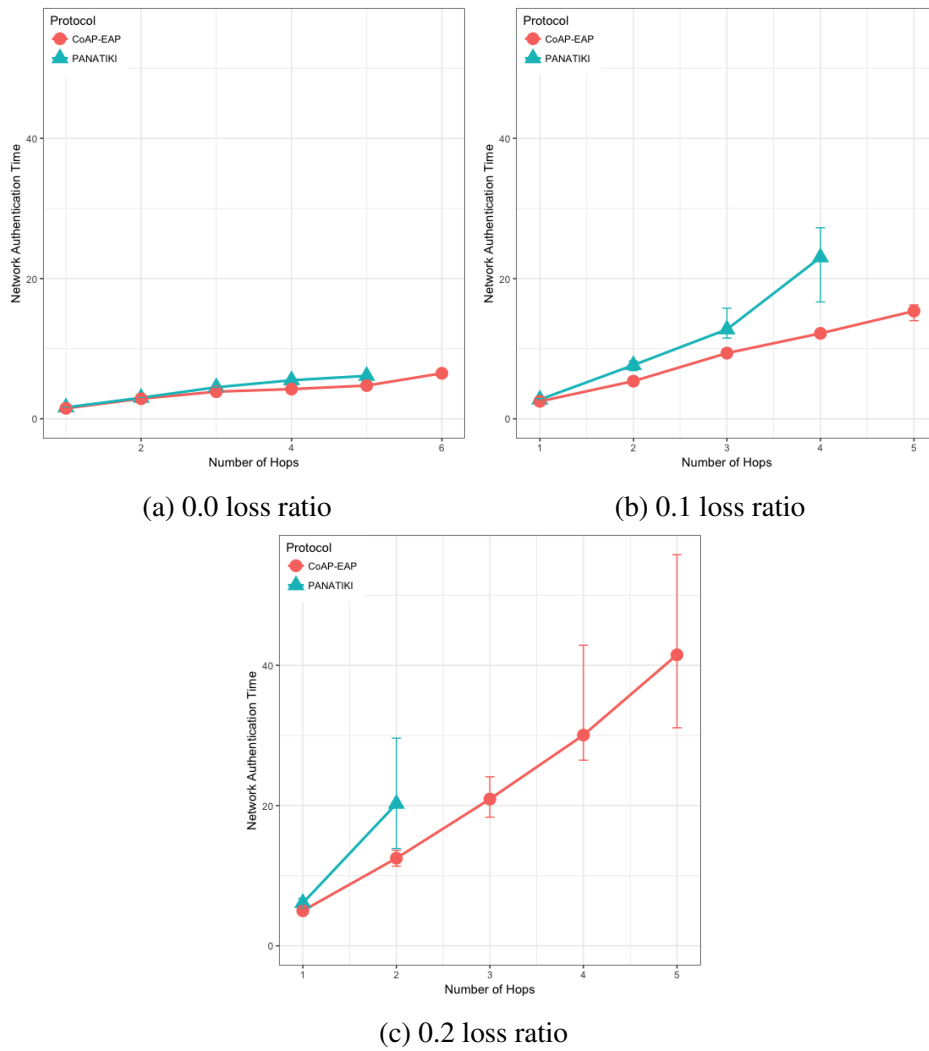 Protocol
CoAP-EAP
PANATIKI
40
20
0
Network Authentication Time
2
4
6
Number of Hops
(a) 0.0 loss ratio
Protocol
CoAP-EAP
PANATIKI
40
20
0
Network Authentication Time
1
2
3
4
5
Number of Hops
(b) 0.1 loss ratio
Protocol
CoAP-EAP
PANATIKI
40
20
0
Network Authentication Time
1
2
3
4
5
Number of Hops
(c) 0.2 loss ratio